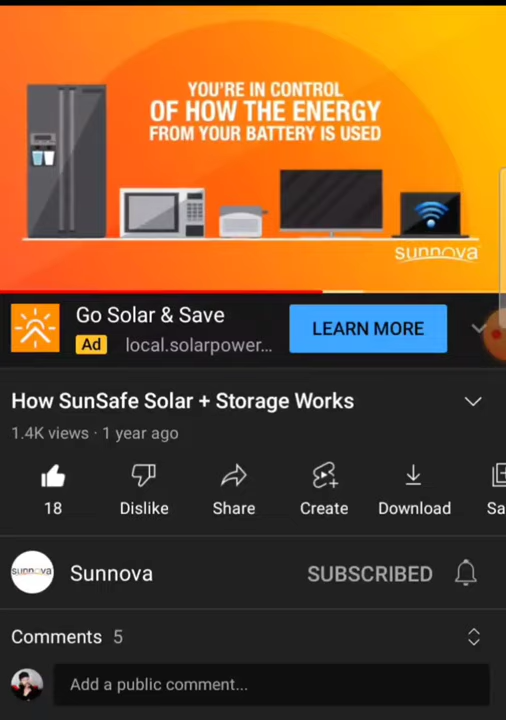 YOU'RE IN CONTROL
OF HOW THE ENERGY
FROM YOUR BATTERY IS USED
sunnova
Go Solar & Save
LEARN MORE
Ad local.solarpower...
How SunSafe Solar + Storage Works
1.4K views · 1 year ago
18 Dislike Share Create Download Sa
sunnova
Sunnova SUBSCRIBED
Comments 5
Add a public comment...